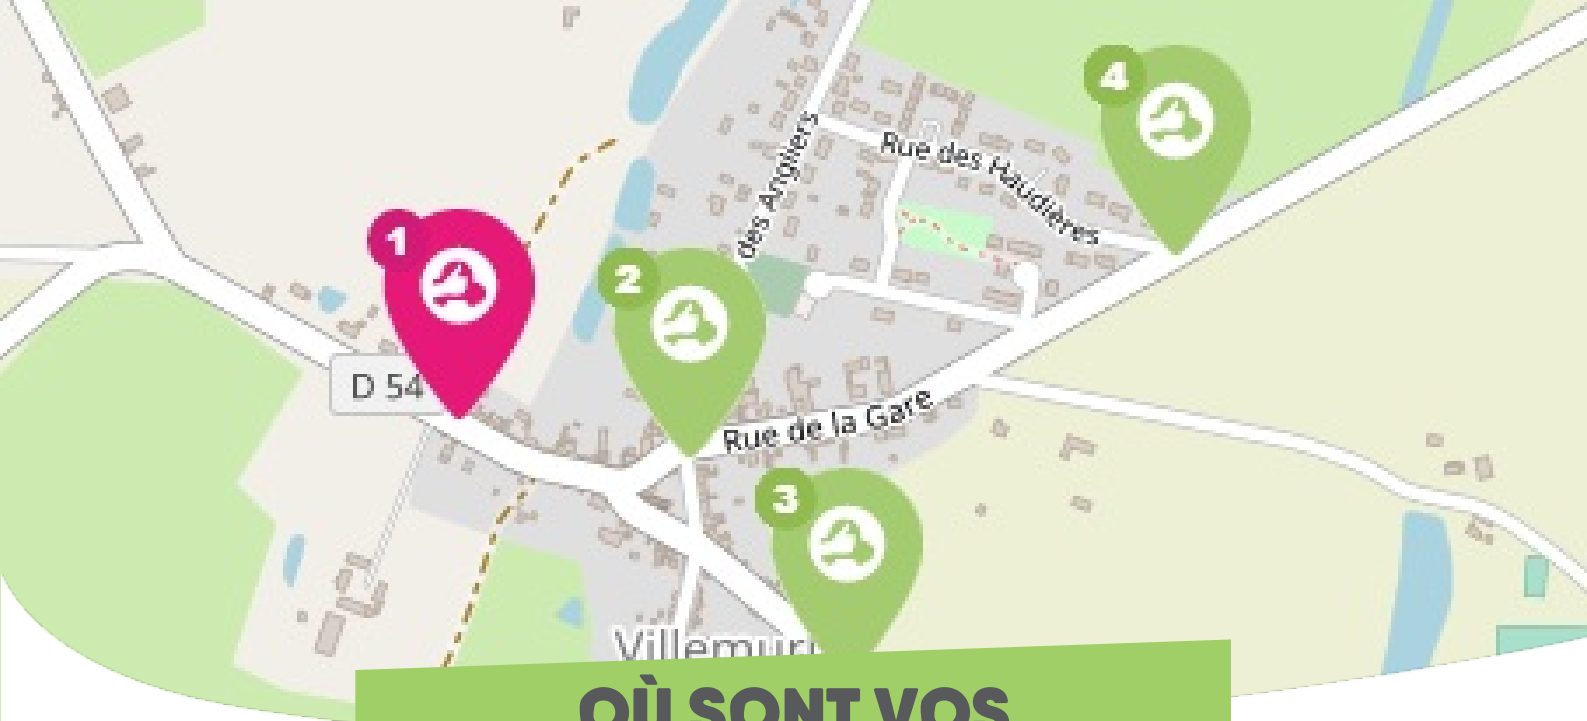 4
Rue des Haudières
des Angliers
1
2
D 54
Rue de la Gare
3
OÙ SONT VOS